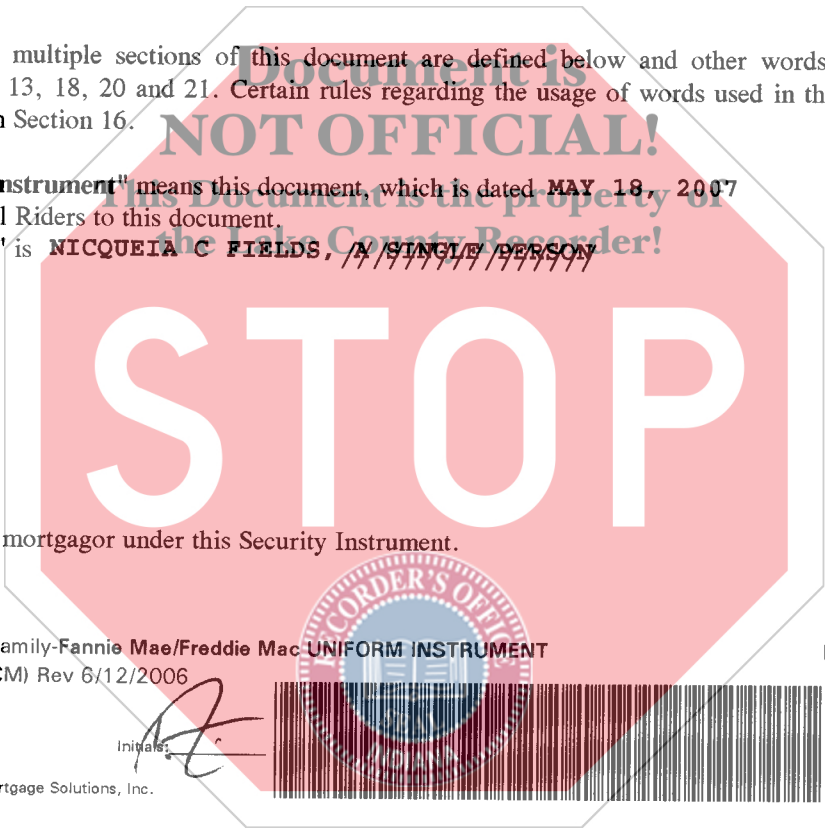 multiple sections of this document are defined below and other words
Document is
13, 18, 20 and 21. Certain rules regarding the usage of words used in th
Section 16.
NOT OFFICIAL!
nstrument" means this document, which is dated MAY 18, 2007
This Document is the property of
l Riders to this document.
the Lake County Recorder!
" is NICQUEIA C FIELDS, A SINGLE PERSON
STOP
mortgagor under this Security Instrument.
RECORDER'S OFFICE
SEAL
INDIANA
amily-Fannie Mae/Freddie Mac UNIFORM INSTRUMENT
CM) Rev 6/12/2006
Initials:
rtgage Solutions, Inc.